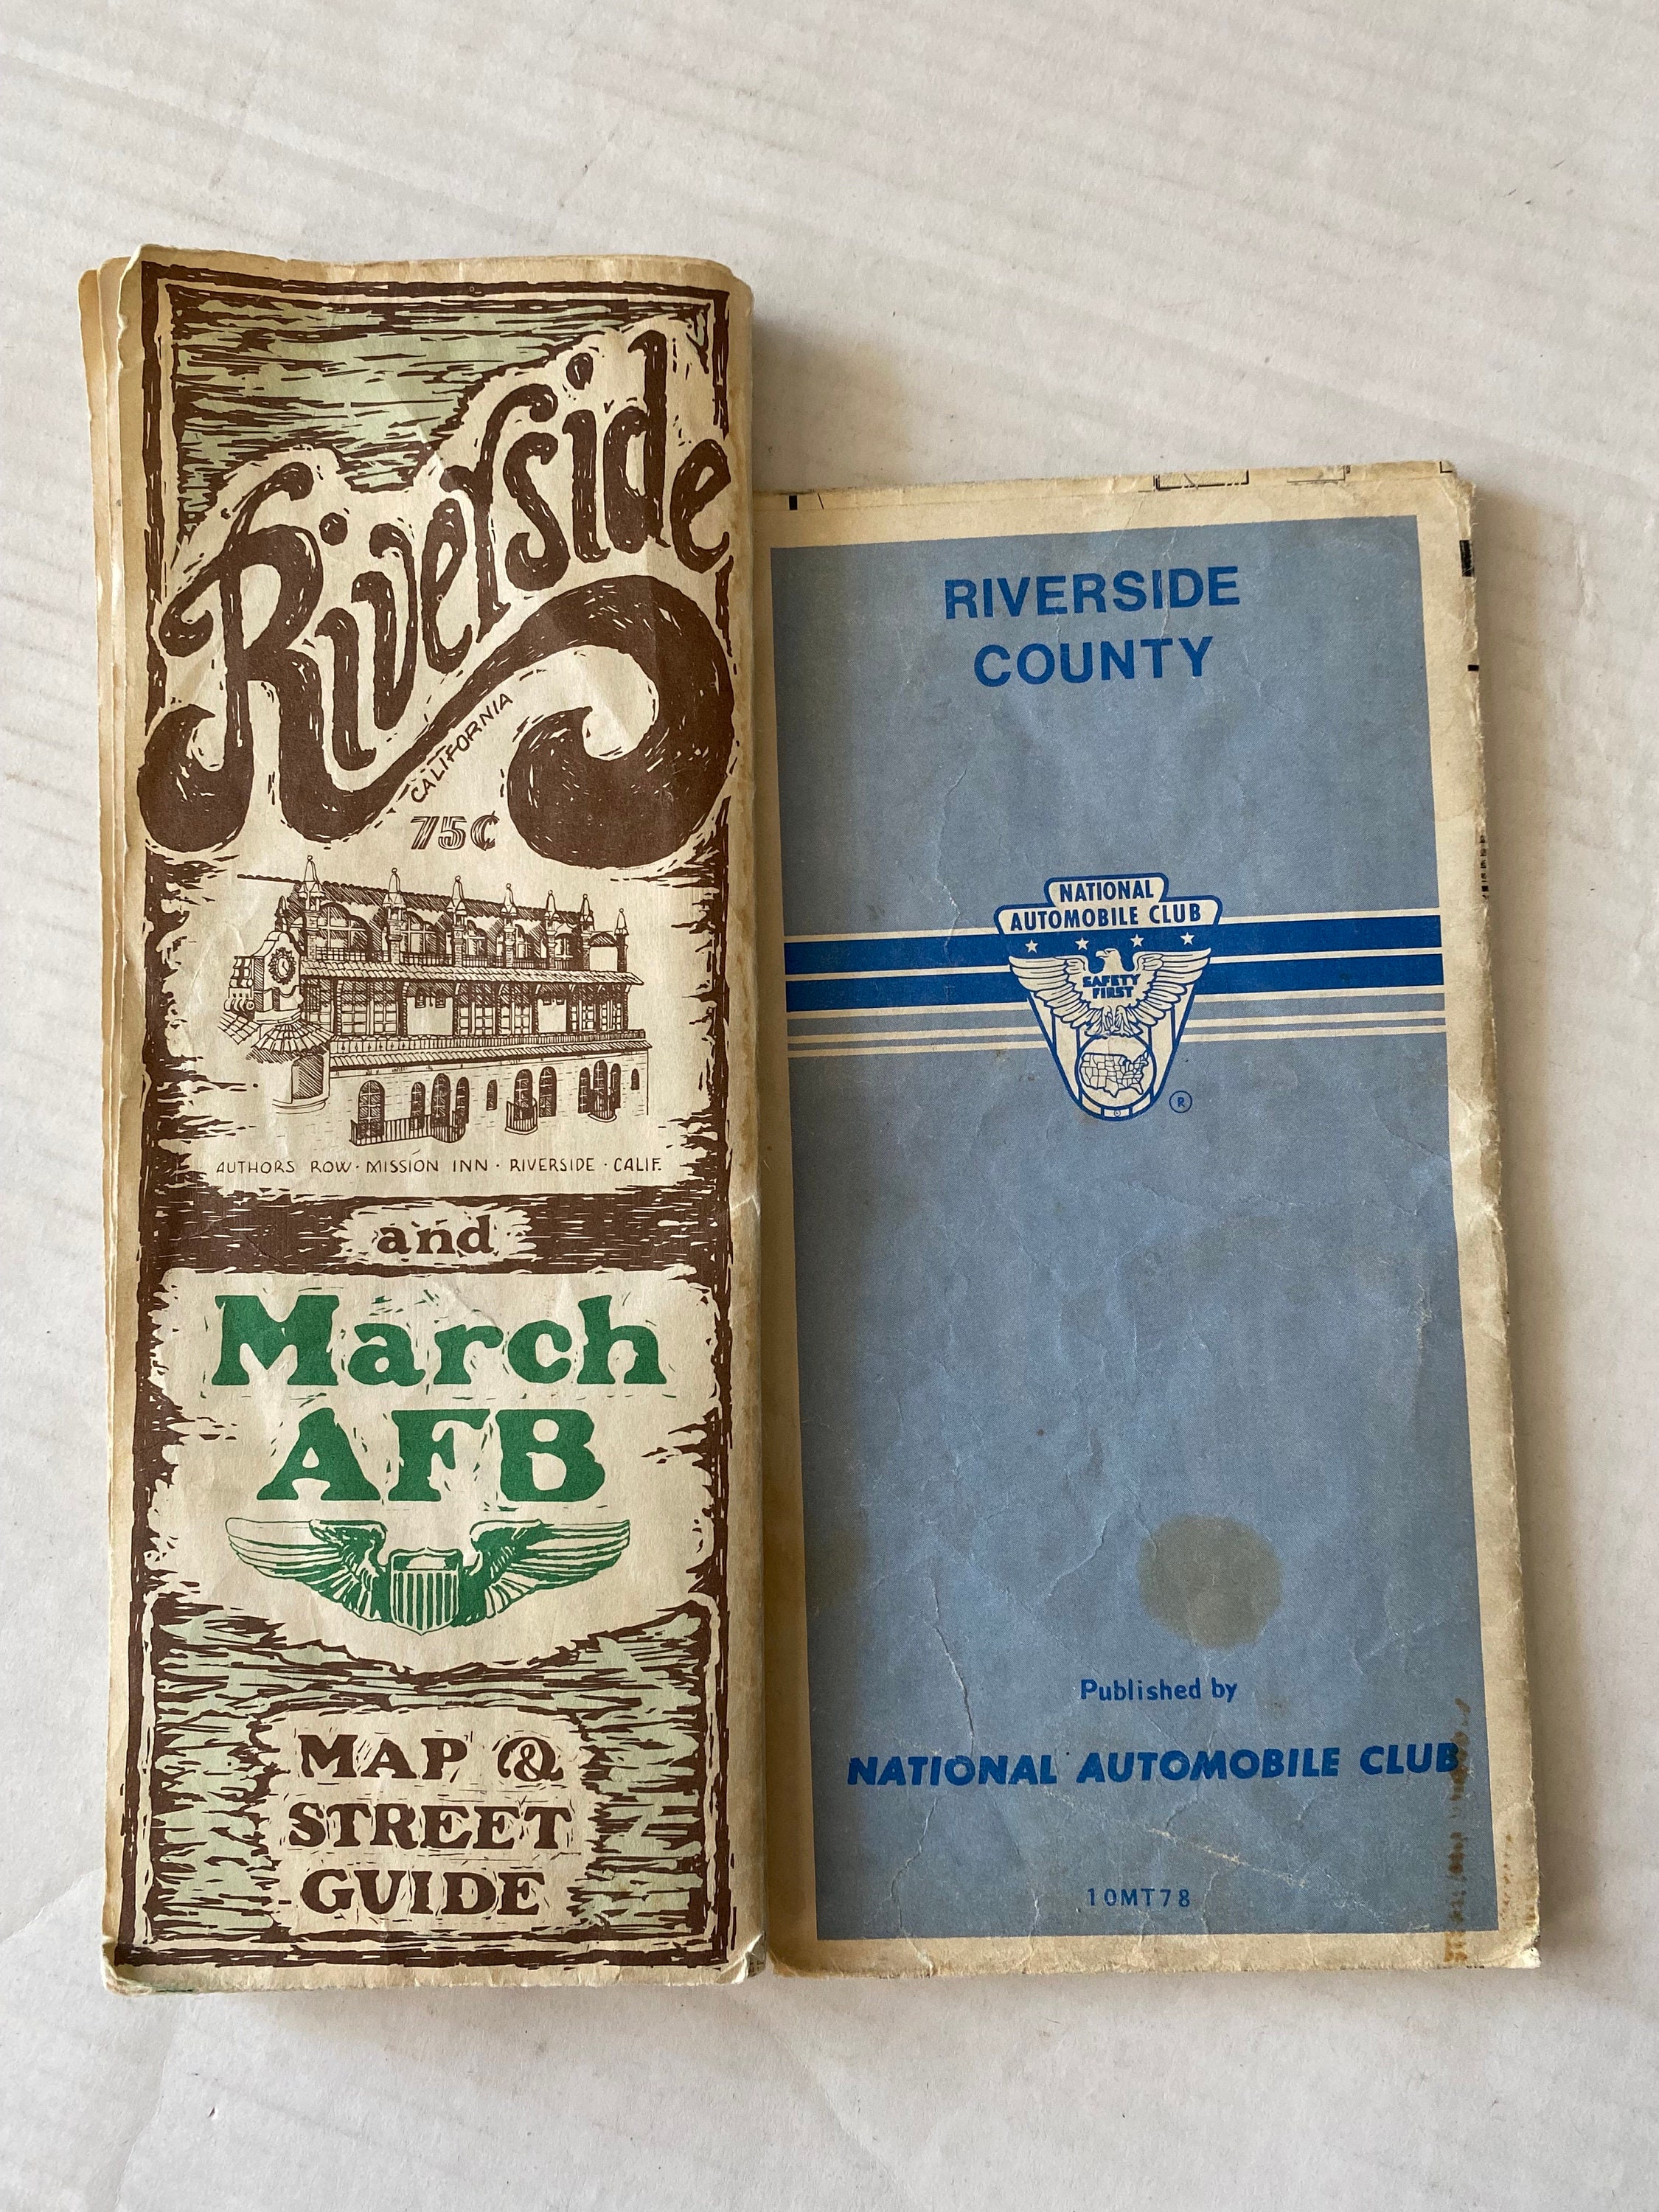 Riverside
CALIFORNIA
75¢
AUTHORS ROW · MISSION INN · RIVERSIDE · CALIF.
and
March
AFB
MAP &
STREET
GUIDE
RIVERSIDE
COUNTY
NATIONAL
AUTOMOBILE CLUB
SAFETY
FIRST
®
Published by
NATIONAL AUTOMOBILE CLUB
10MT78